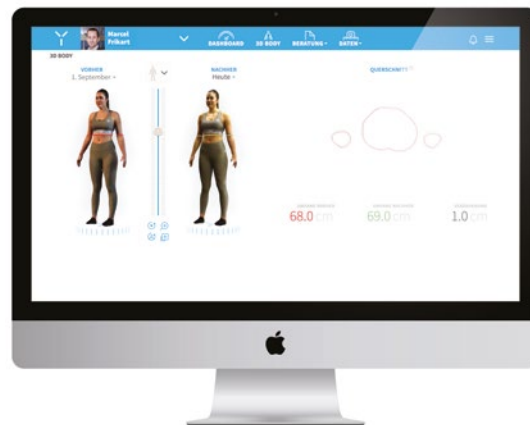 Marcel
Frikart
DASHBOARD
3D BODY
BERATUNG
DATEN
3D BODY
VORHER
1. September
NACHHER
Heute
QUERSCHNITT
68.0 cm
69.0 cm
1.0 cm